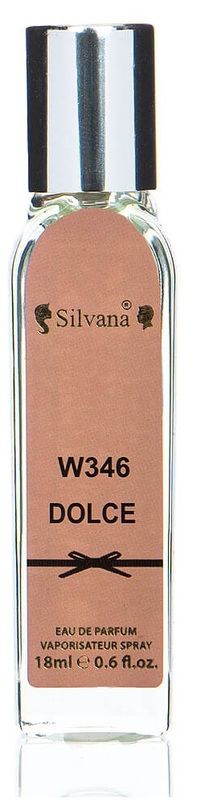 Silvana®
W346
DOLCE
EAU DE PARFUM
VAPORISATEUR SPRAY
18ml ℮ 0.6 fl.oz.